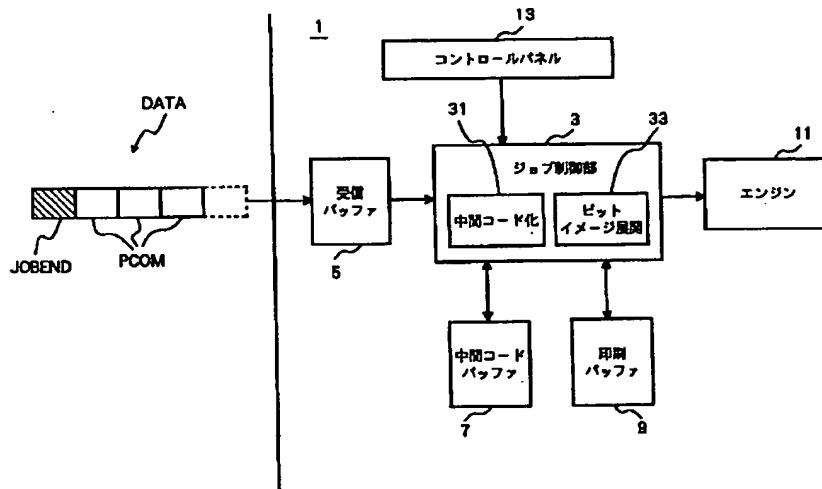 1
13
コントロールパネル
DATA
31
3
33
11
ジョブ制御部
受信
バッファ
エンジン
中間コード化
ビット
イメージ展開
JOBEND
PCOM
5
中間コード
バッファ
印刷
バッファ
7
9